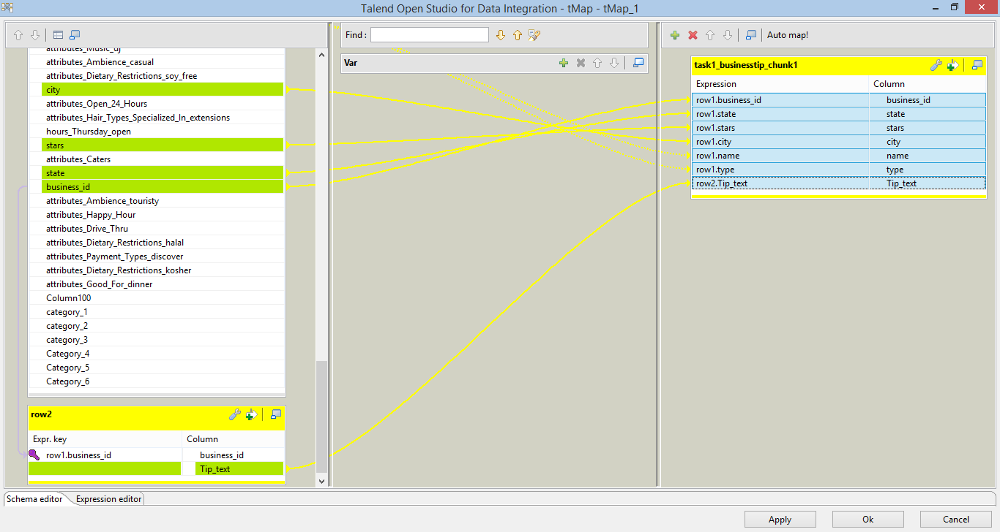 Talend Open Studio for Data Integration - tMap - tMap_1
Find :
Auto map!
Var
attributes_Music_dj
attributes_Ambience_casual
attributes_Dietary_Restrictions_soy_free
city
attributes_Open_24_Hours
attributes_Hair_Types_Specialized_In_extensions
hours_Thursday_open
stars
attributes_Caters
state
business_id
attributes_Ambience_touristy
attributes_Happy_Hour
attributes_Drive_Thru
attributes_Dietary_Restrictions_halal
attributes_Payment_Types_discover
attributes_Dietary_Restrictions_kosher
attributes_Good_For_dinner
Column100
category_1
category_2
category_3
Category_4
Category_5
Category_6
row2
Expr. key Column
row1.business_id business_id
Tip_text
task1_businesstip_chunk1
Expression Column
row1.business_id business_id
row1.state state
row1.stars stars
row1.city city
row1.name name
row1.type type
row2.Tip_text Tip_text
Schema editor Expression editor
Apply Ok Cancel